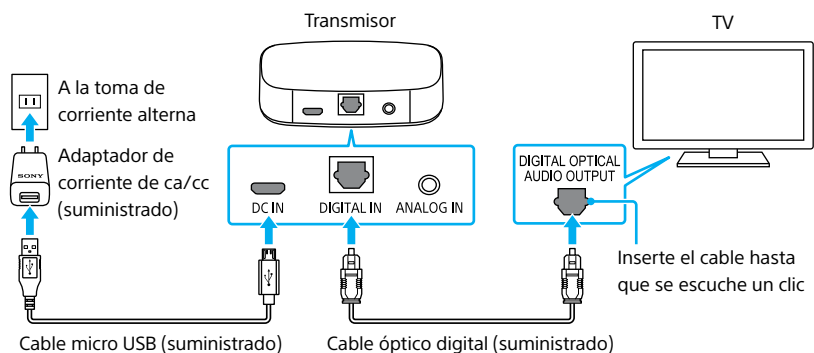 Transmisor
TV
A la toma de
corriente alterna
Adaptador de
corriente de ca/cc
(suministrado)
SONY
DC IN
DIGITAL IN
ANALOG IN
DIGITAL OPTICAL
AUDIO OUTPUT
Inserte el cable hasta
que se escuche un clic
Cable micro USB (suministrado)
Cable óptico digital (suministrado)